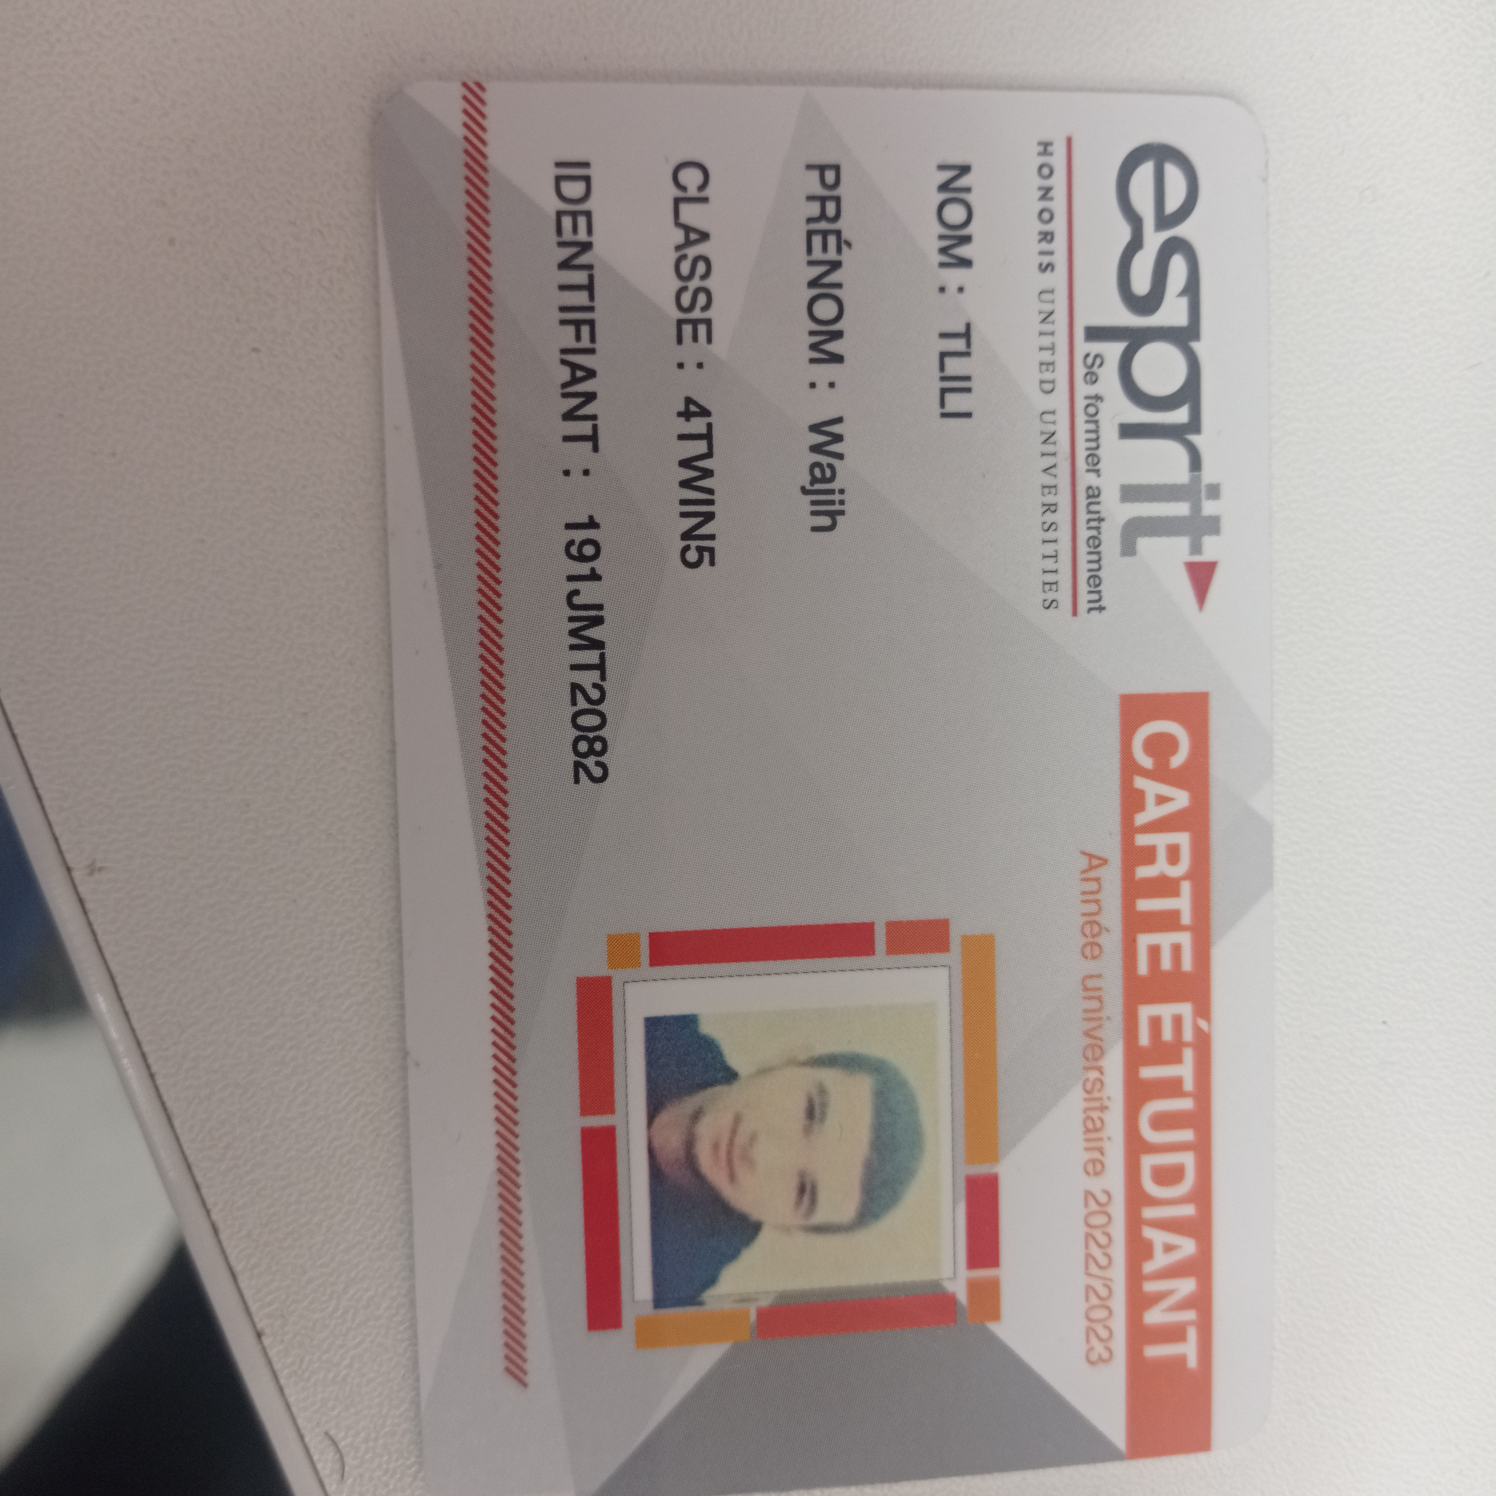 esprit
Se former autrement
HONORIS UNITED UNIVERSITIES
CARTE ÉTUDIANT
Année universitaire 2022/2023
NOM : TLILI
PRÉNOM : Wajih
CLASSE : 4TWIN5
IDENTIFIANT : 191JMT2082